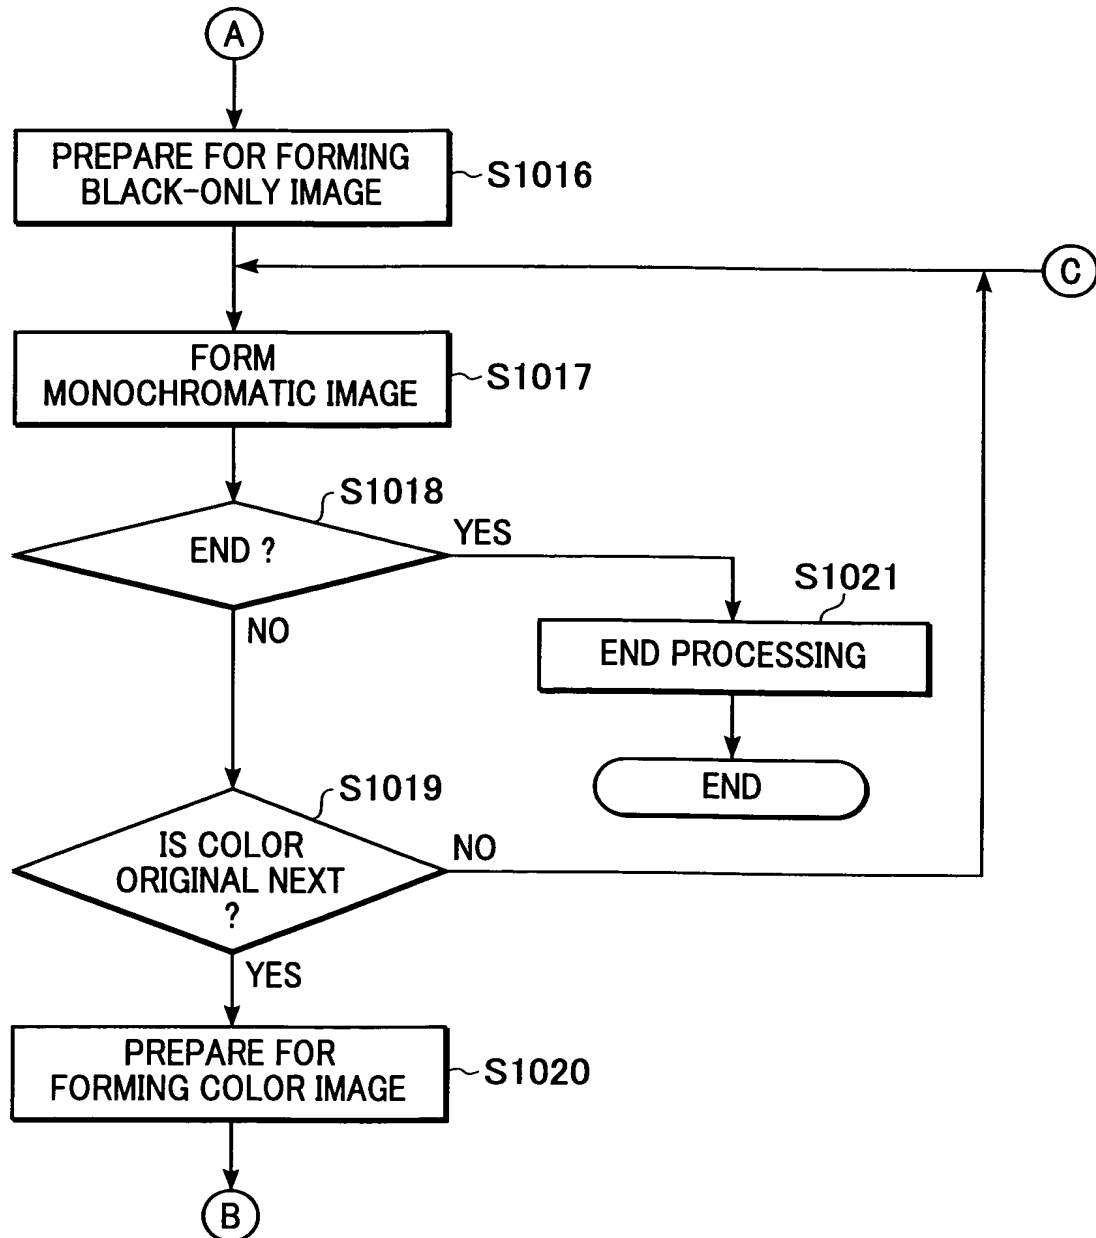 A
PREPARE FOR FORMING
BLACK-ONLY IMAGE
S1016
C
FORM
MONOCHROMATIC IMAGE
S1017
S1018
END ?
YES
NO
S1021
END PROCESSING
END
S1019
IS COLOR
ORIGINAL NEXT
?
NO
YES
PREPARE FOR
FORMING COLOR IMAGE
S1020
B